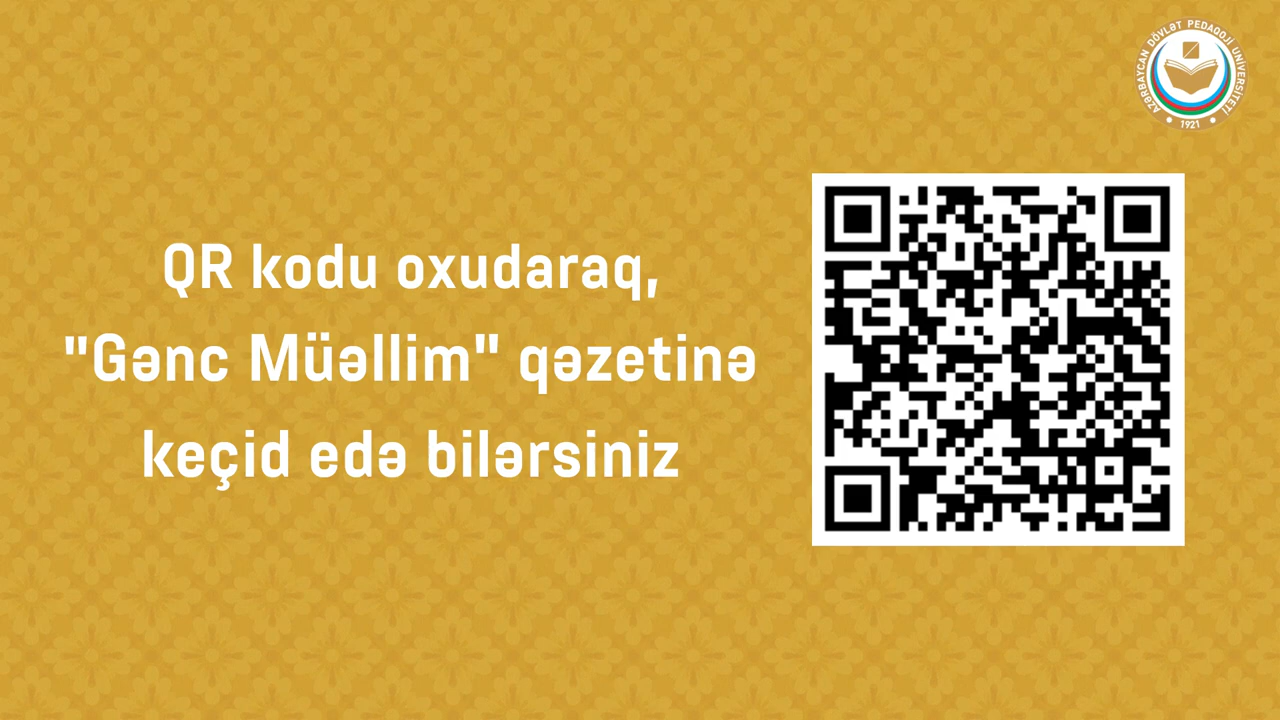 AZƏRBAYCAN DÖVLƏT PEDAQOJİ UNİVERSİTETİ
1921
QR kodu oxudaraq,
"Gənc Müəllim" qəzetinə
keçid edə bilərsiniz